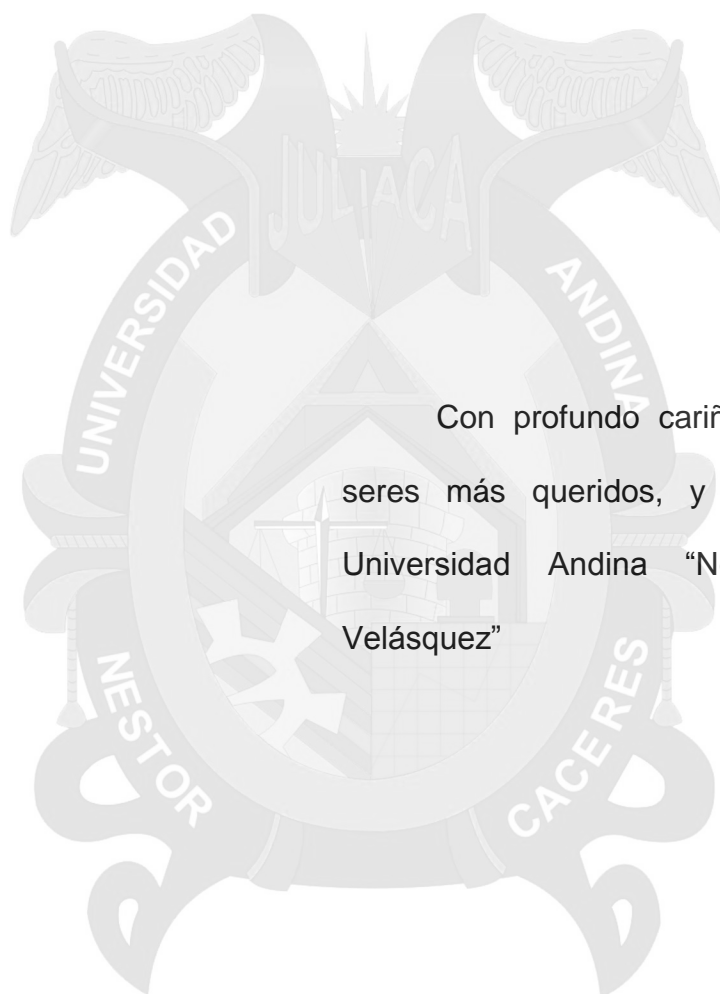 JULIACA
UNIVERSIDAD
ANDINA
Con profundo cariñ
seres más queridos, y
Universidad Andina “N
Velásquez”
NESTOR
CACERES